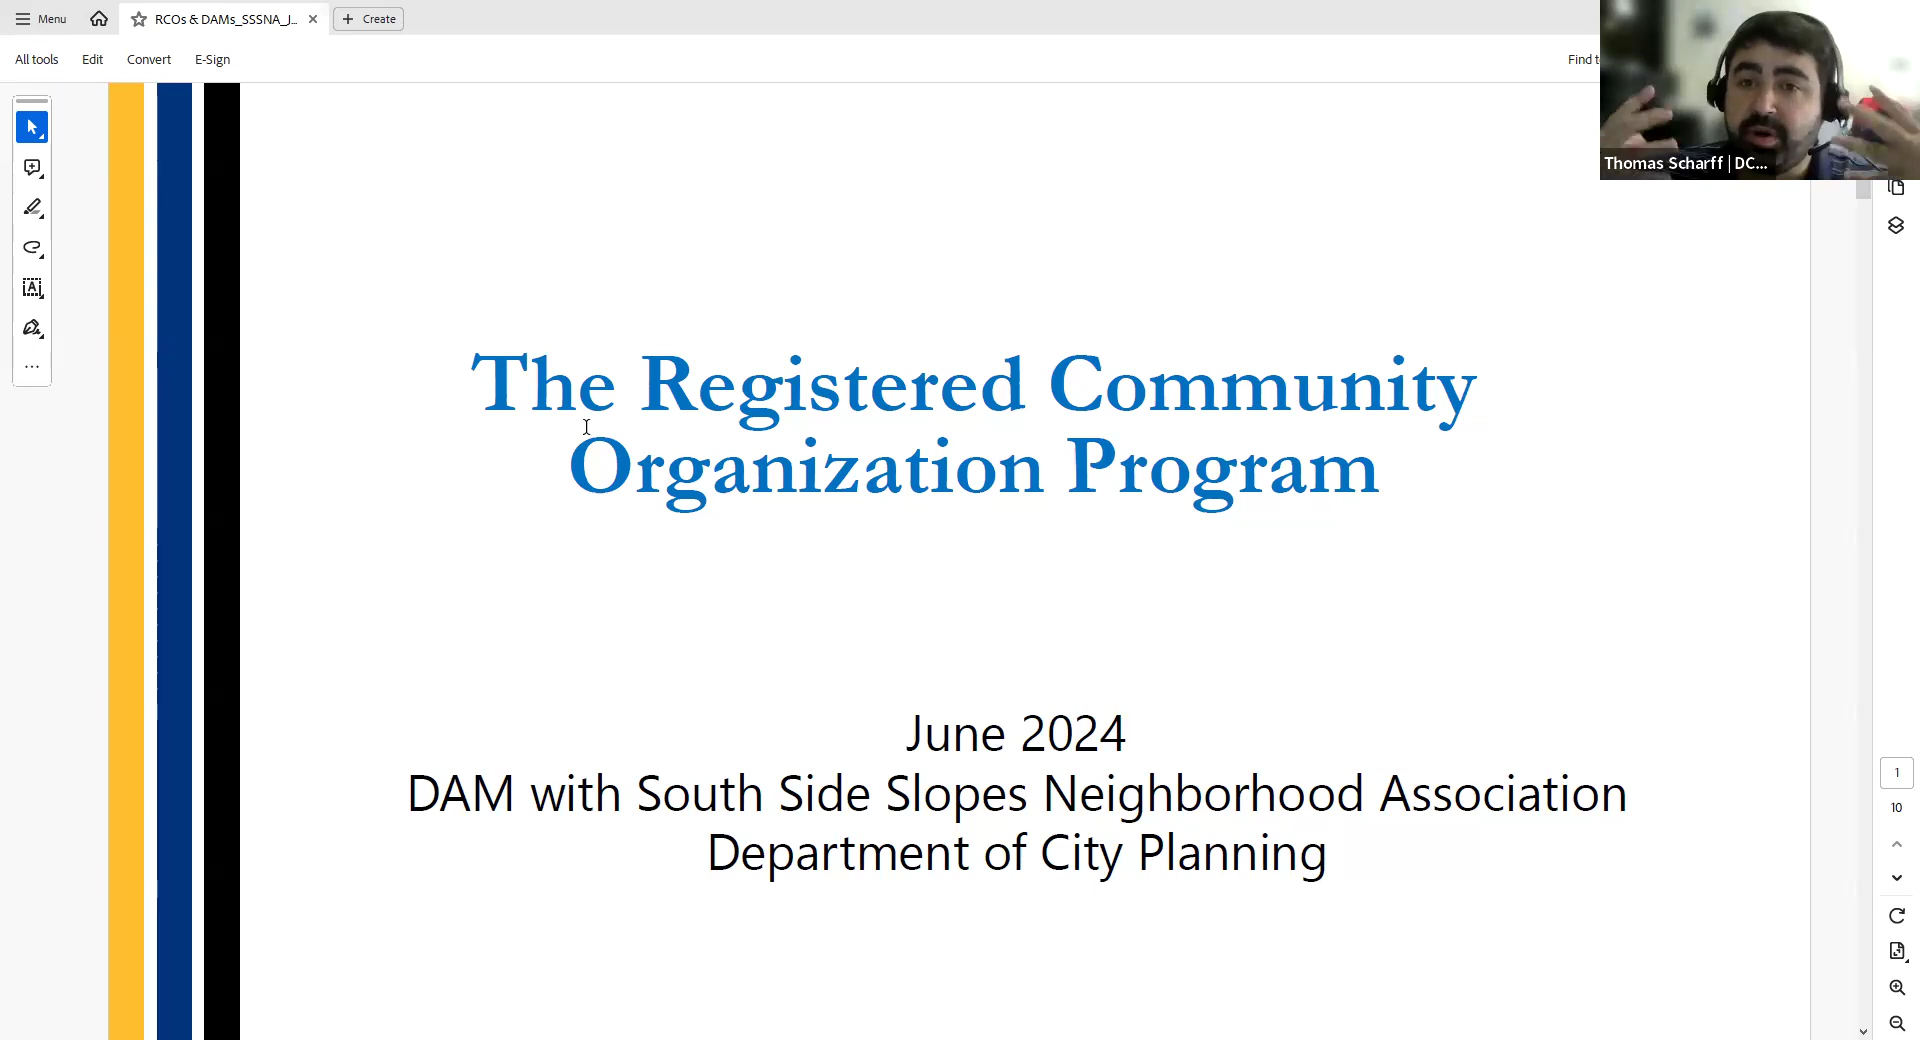 Menu
RCOs & DAMs_SSSNA_J...
Create
All tools
Edit
Convert
E-Sign
Find t
Thomas Scharff | DC...
The Registered Community
Organization Program
June 2024
DAM with South Side Slopes Neighborhood Association
Department of City Planning
1
10